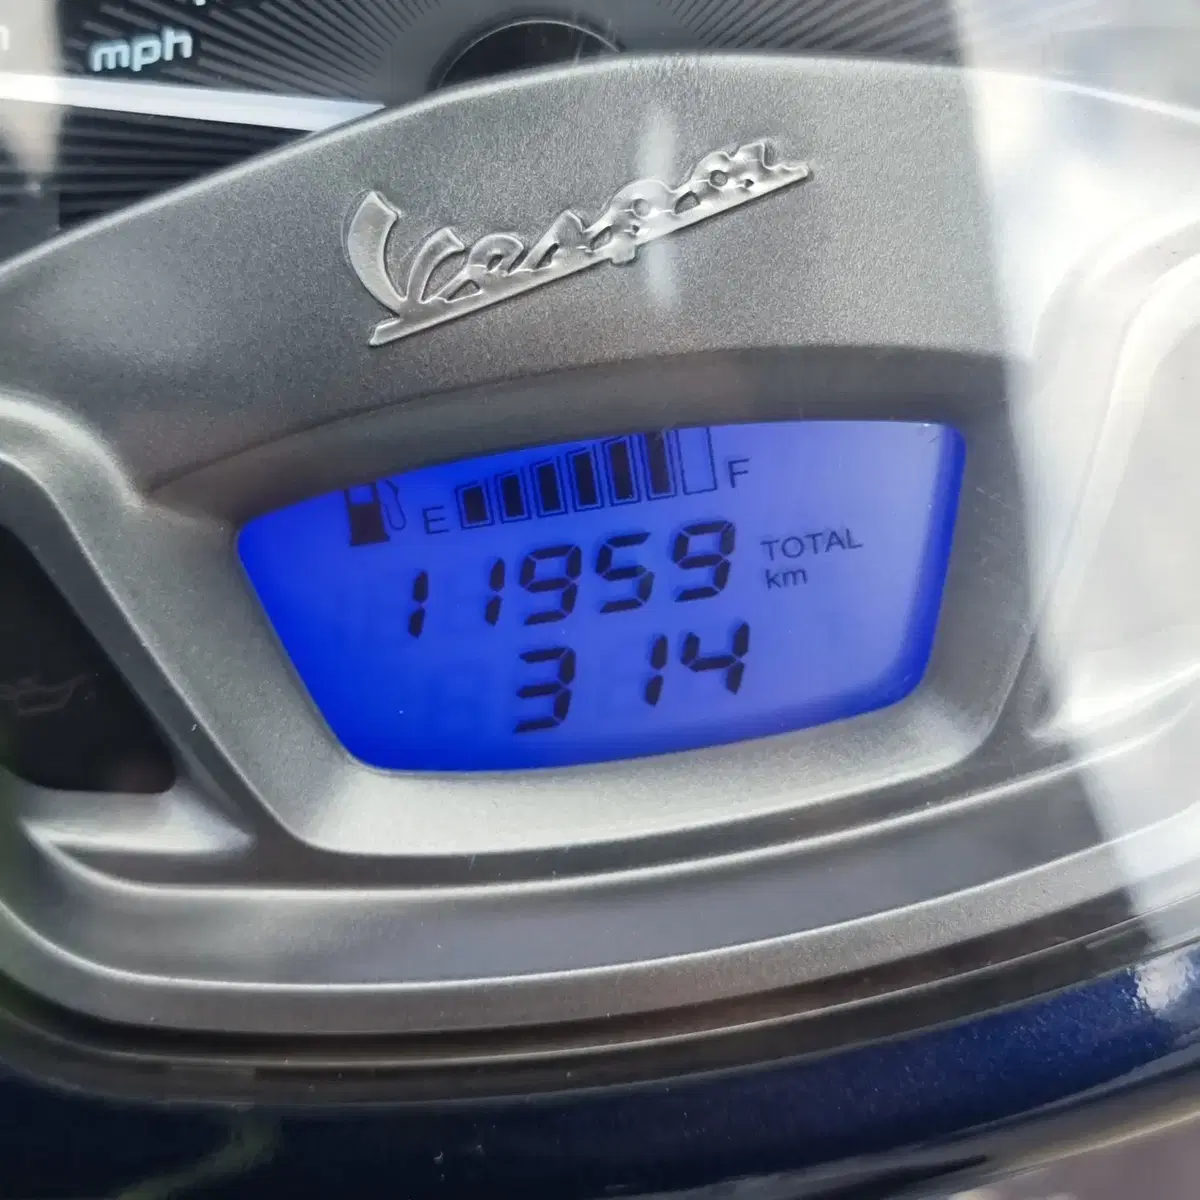 mph
Vespa
E F
11959 TOTAL
km
314